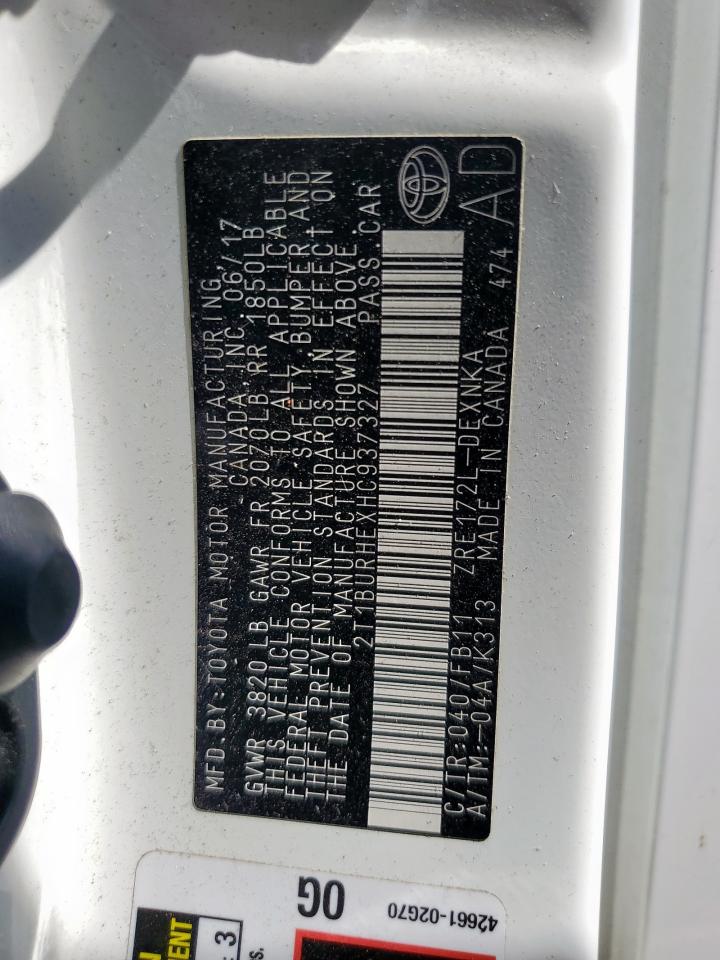 MFD.BY:TOYOTA MOTOR MANUFACTURING
CANADA,INC. 06/17
GVWR 3820 LB GAWR FR 2070LB,RR 1850LB
THIS VEHICLE CONFORMS TO ALL APPLICABLE
FEDERAL MOTOR VEHICLE SAFETY,BUMPER,AND
THEFT PREVENTION STANDARDS IN EFFECT ON
THE DATE OF MANUFACTURE SHOWN ABOVE.
2T1BURHEXHC937327 PASS.CAR
C/TR:040/FB11 ZRE172L-DEXNKA
A/TM:-04A/K313 MADE IN CANADA 474
AD
0G
42661-02G70
3